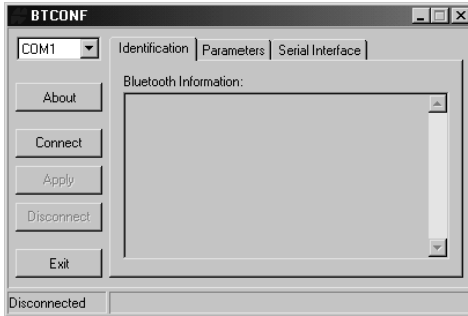 BTCONF
COM1
Identification
Parameters
Serial Interface
Bluetooth Information:
About
Connect
Apply
Disconnect
Exit
Disconnected